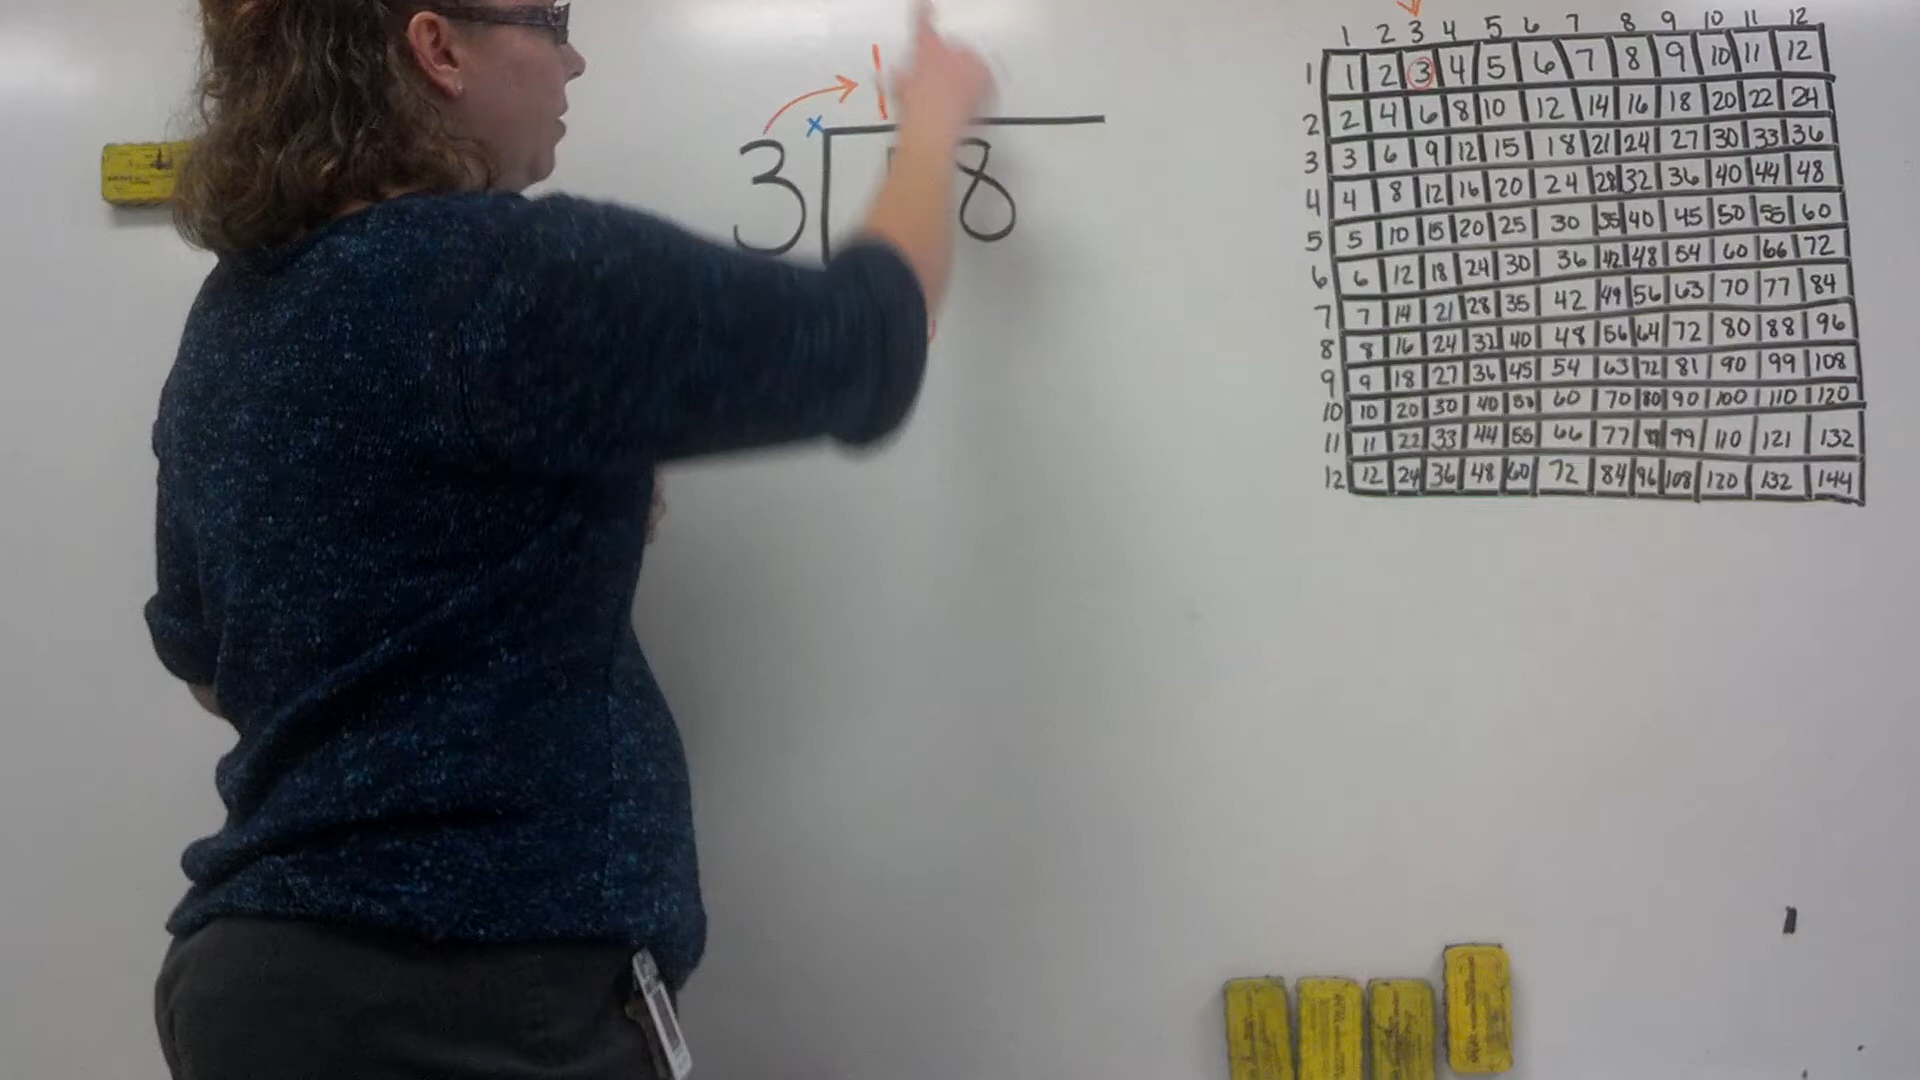 1
x
3 8
1 2 3 4 5 6 7 8 9 10 11 12
1 1 2 3 4 5 6 7 8 9 10 11 12
2 2 4 6 8 10 12 14 16 18 20 22 24
3 3 6 9 12 15 18 21 24 27 30 33 36
4 4 8 12 16 20 24 28 32 36 40 44 48
5 5 10 15 20 25 30 35 40 45 50 55 60
6 6 12 18 24 30 36 42 48 54 60 66 72
7 7 14 21 28 35 42 49 56 63 70 77 84
8 8 16 24 32 40 48 56 64 72 80 88 96
9 9 18 27 36 45 54 63 72 81 90 99 108
10 10 20 30 40 50 60 70 80 90 100 110 120
11 11 22 33 44 55 66 77 99 110 121 132
12 12 24 36 48 60 72 84 96 108 120 132 144